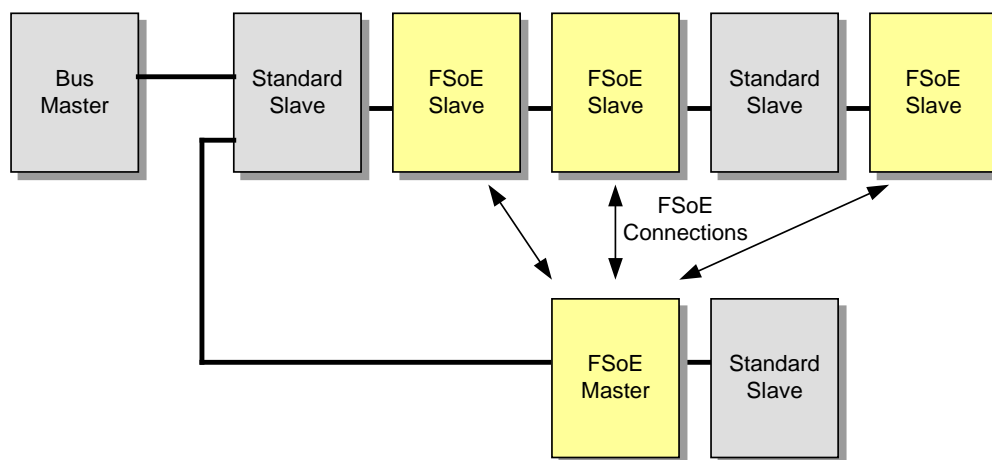 Bus
Master
Standard
Slave
FSoE
Slave
FSoE
Slave
Standard
Slave
FSoE
Slave
FSoE
Connections
FSoE
Master
Standard
Slave